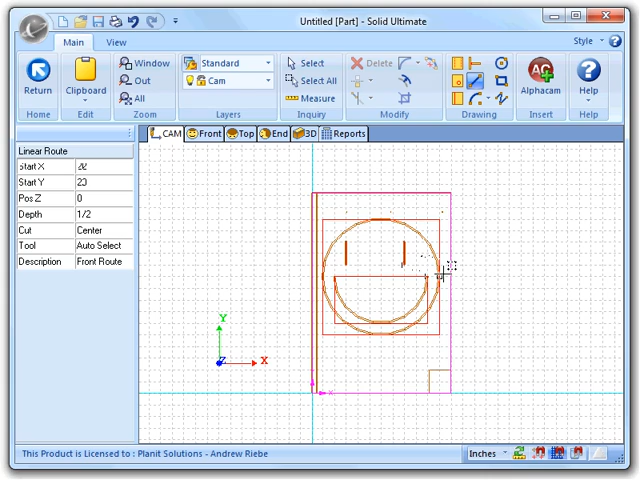 Untitled [Part] - Solid Ultimate
Main View Style
Return
Home
Clipboard
Edit
Window
Out
All
Zoom
Standard
Cam
Layers
Select
Select All
Measure
Inquiry
Delete
Modify
Drawing
AC
Alphacam
Insert
Help
Help
CAM Front Top End 3D Reports
Linear Route
Start X
Start Y
Pos Z 0
Depth 1/2
Cut Center
Tool Auto Select
Description Front Route
Y
Z X
X
This Product is Licensed to : Planit Solutions - Andrew Riebe
Inches